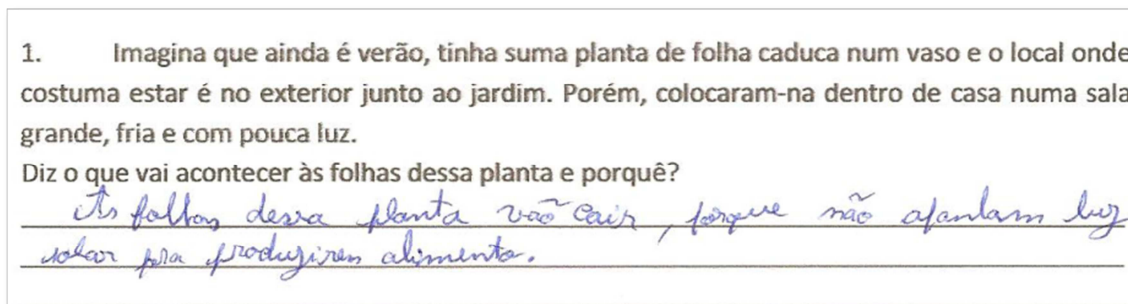 1. Imagina que ainda é verão, tinha suma planta de folha caduca num vaso e o local onde
costuma estar é no exterior junto ao jardim. Porém, colocaram-na dentro de casa numa sala
grande, fria e com pouca luz.
Diz o que vai acontecer às folhas dessa planta e porquê?
As folhas dessa planta vão cair, porque não apanham luz
solar para produzirem alimento.